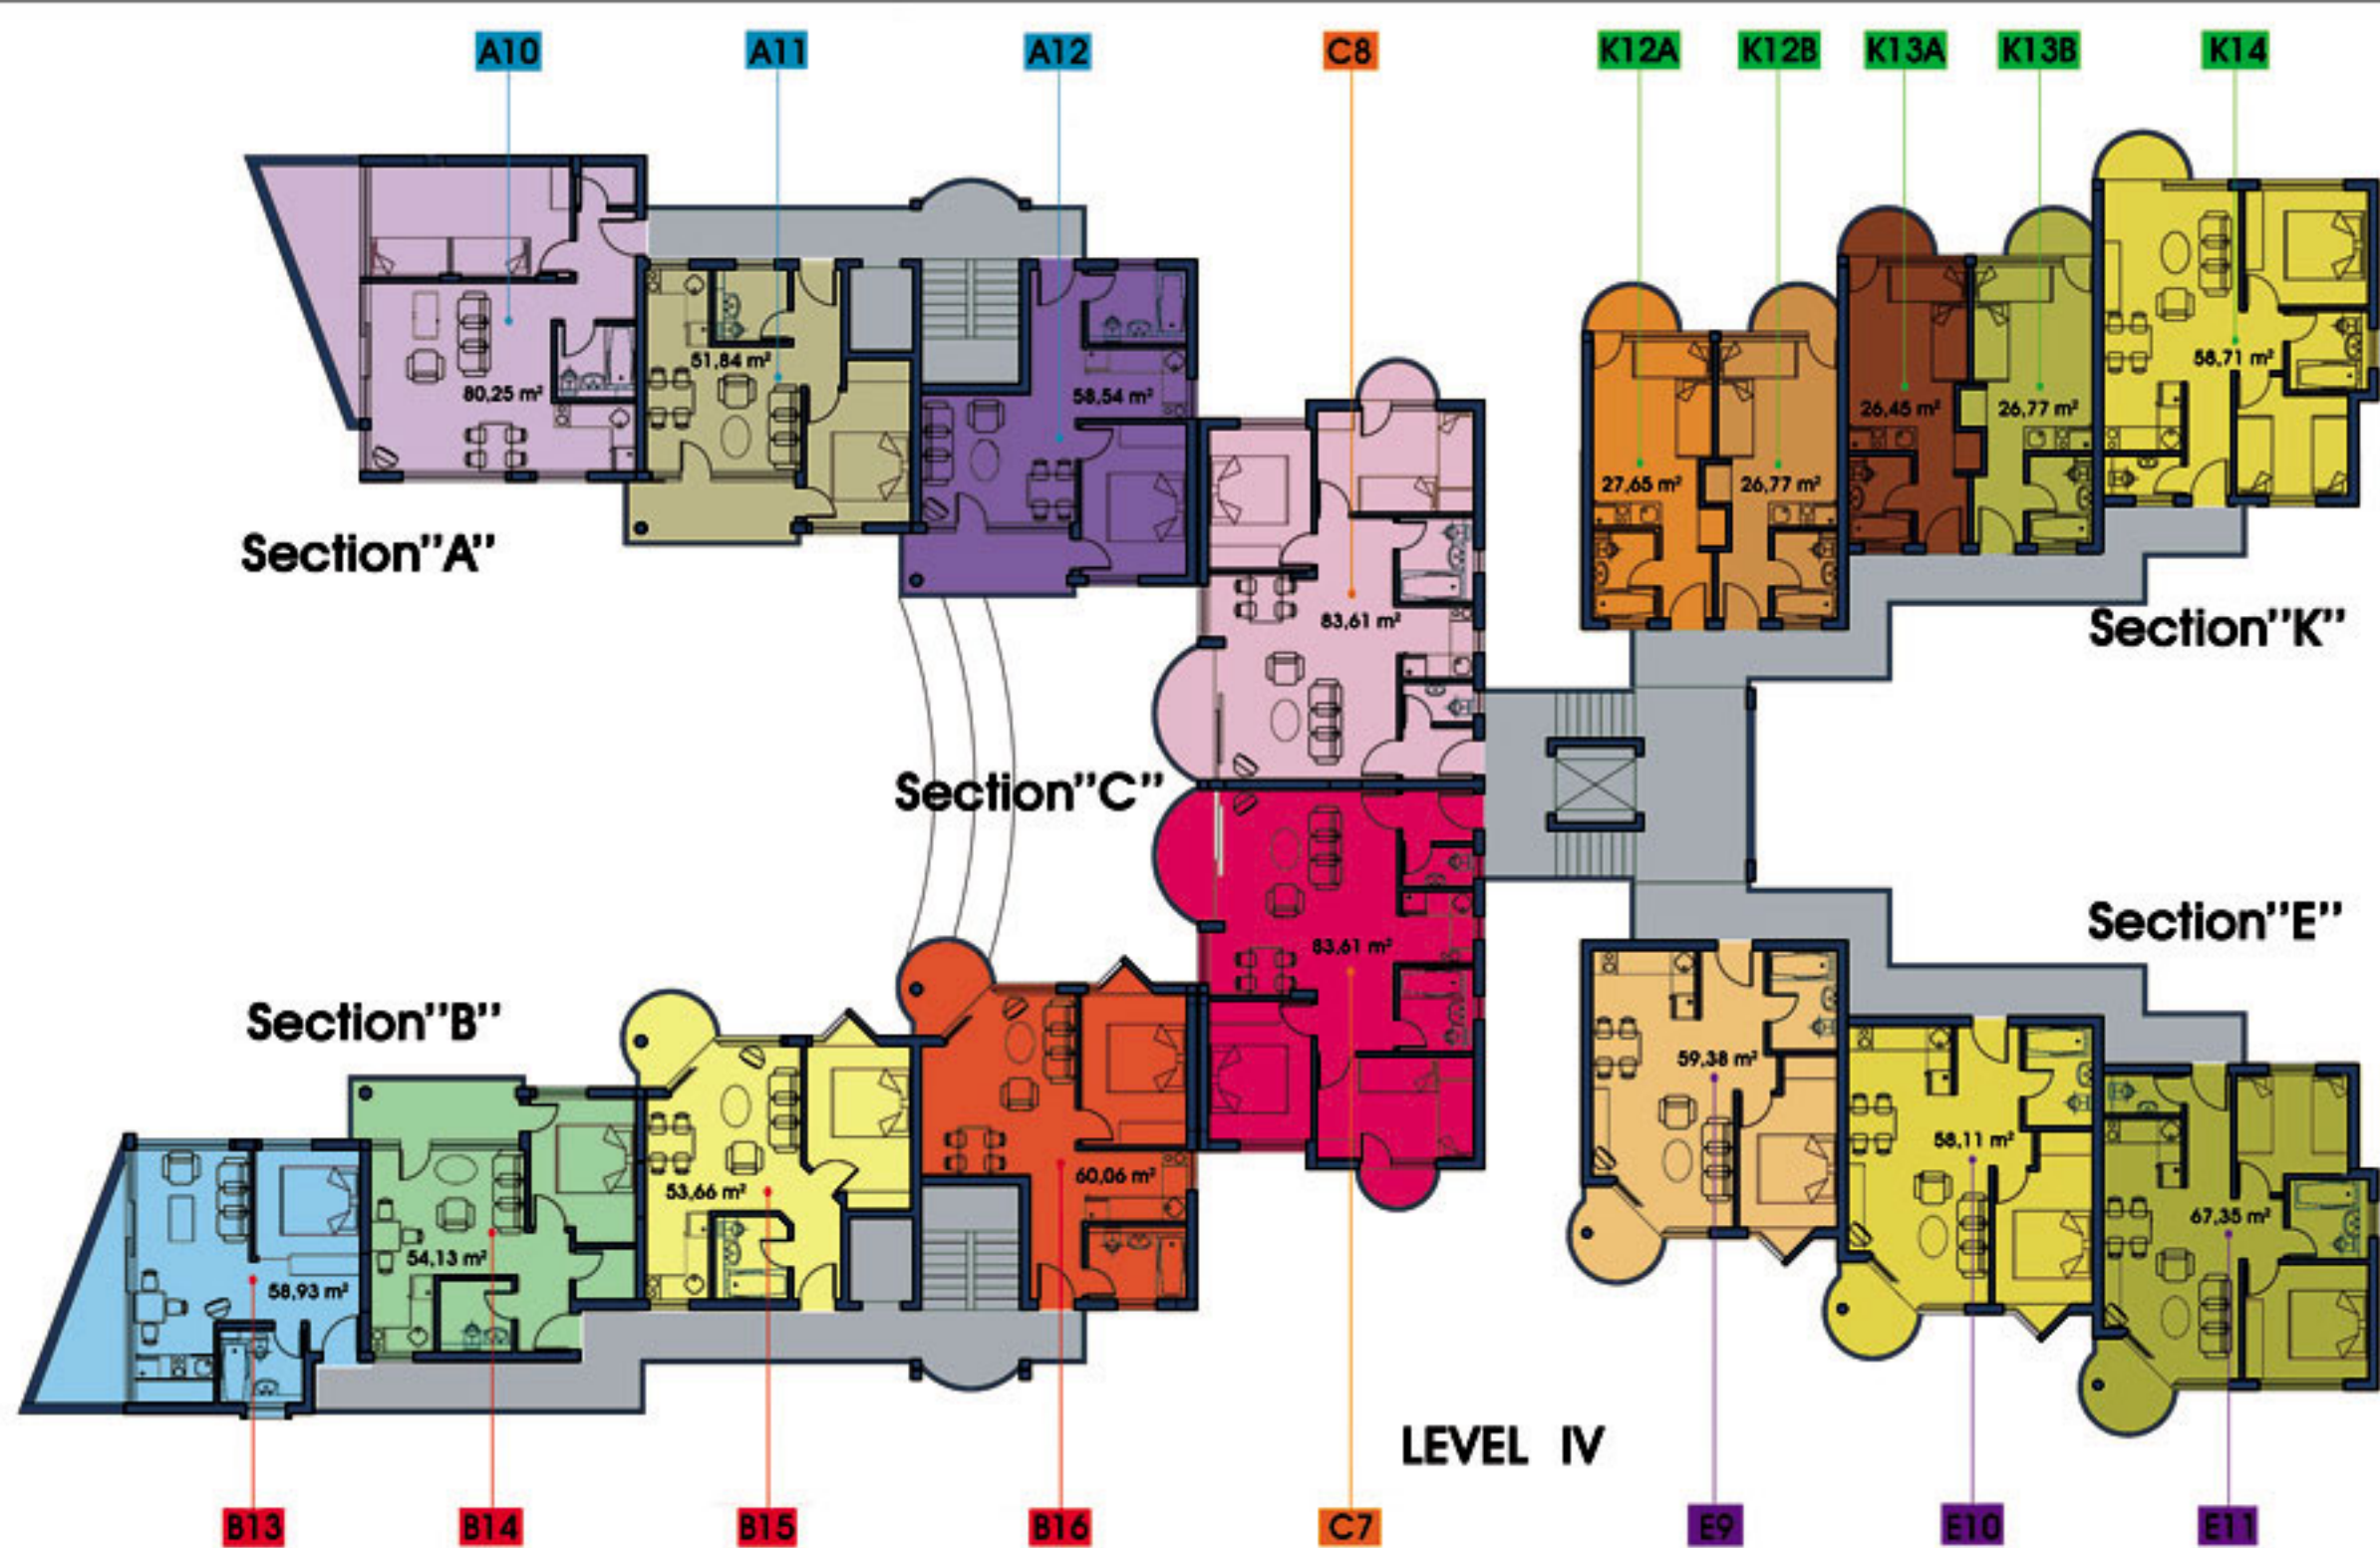 A10 A11 A12 C8 K12A K12B K13A K13B K14
51,84 m²
80,25 m²
58,54 m²
58,71 m²
26,45 m²
26,77 m²
27,65 m²
26,77 m²
Section"A"
83,61 m²
Section"K"
Section"C"
83,61 m²
Section"E"
Section"B"
59,38 m²
58,11 m²
53,66 m²
60,06 m²
67,35 m²
54,13 m²
58,93 m²
LEVEL IV
B13 B14 B15 B16 C7 E9 E10 E11